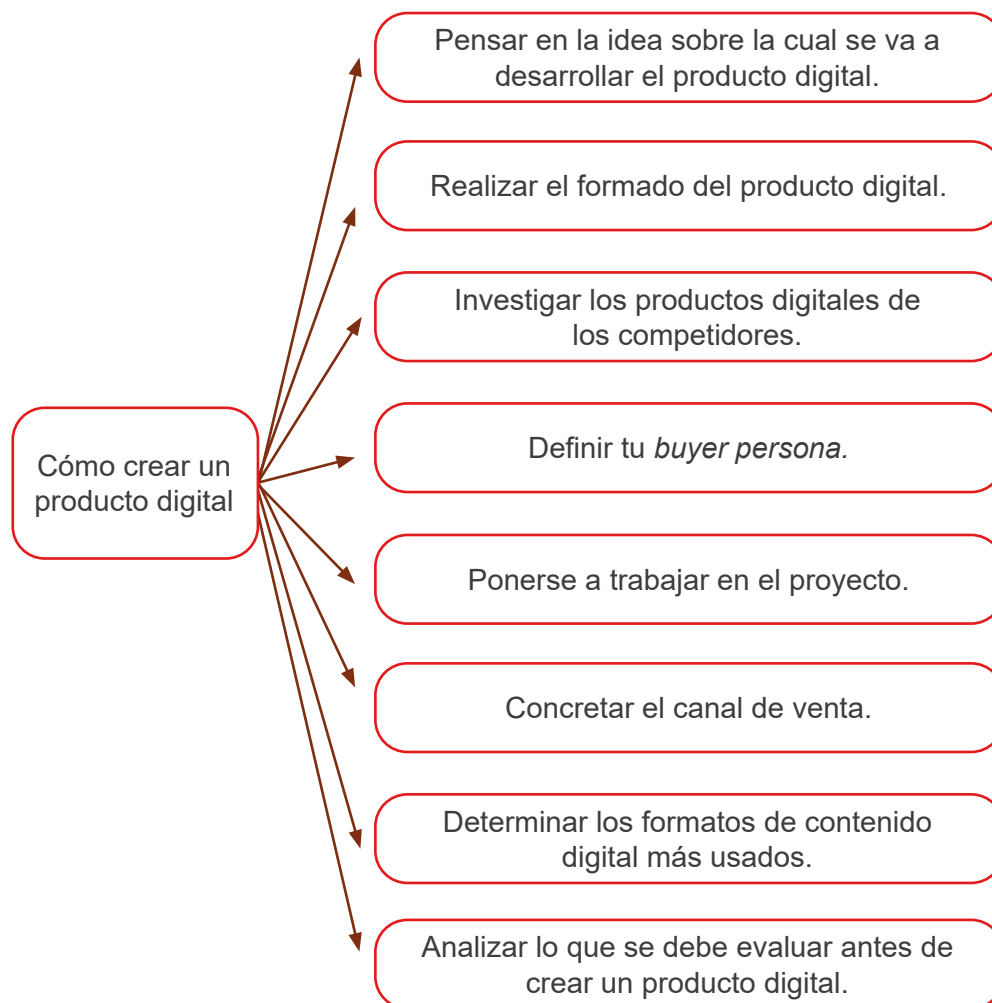 Pensar en la idea sobre la cual se va a
desarrollar el producto digital.
Realizar el formado del producto digital.
Investigar los productos digitales de
los competidores.
Cómo crear un
producto digital
Definir tu buyer persona.
Ponerse a trabajar en el proyecto.
Concretar el canal de venta.
Determinar los formatos de contenido
digital más usados.
Analizar lo que se debe evaluar antes de
crear un producto digital.